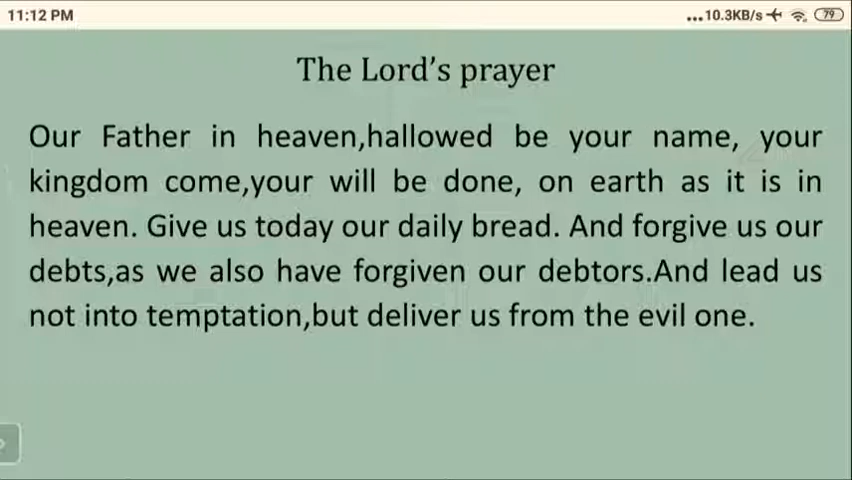 11:12 PM ...10.3KB/s 79
The Lord’s prayer
Our Father in heaven,hallowed be your name, your
kingdom come,your will be done, on earth as it is in
heaven. Give us today our daily bread. And forgive us our
debts,as we also have forgiven our debtors.And lead us
not into temptation,but deliver us from the evil one.